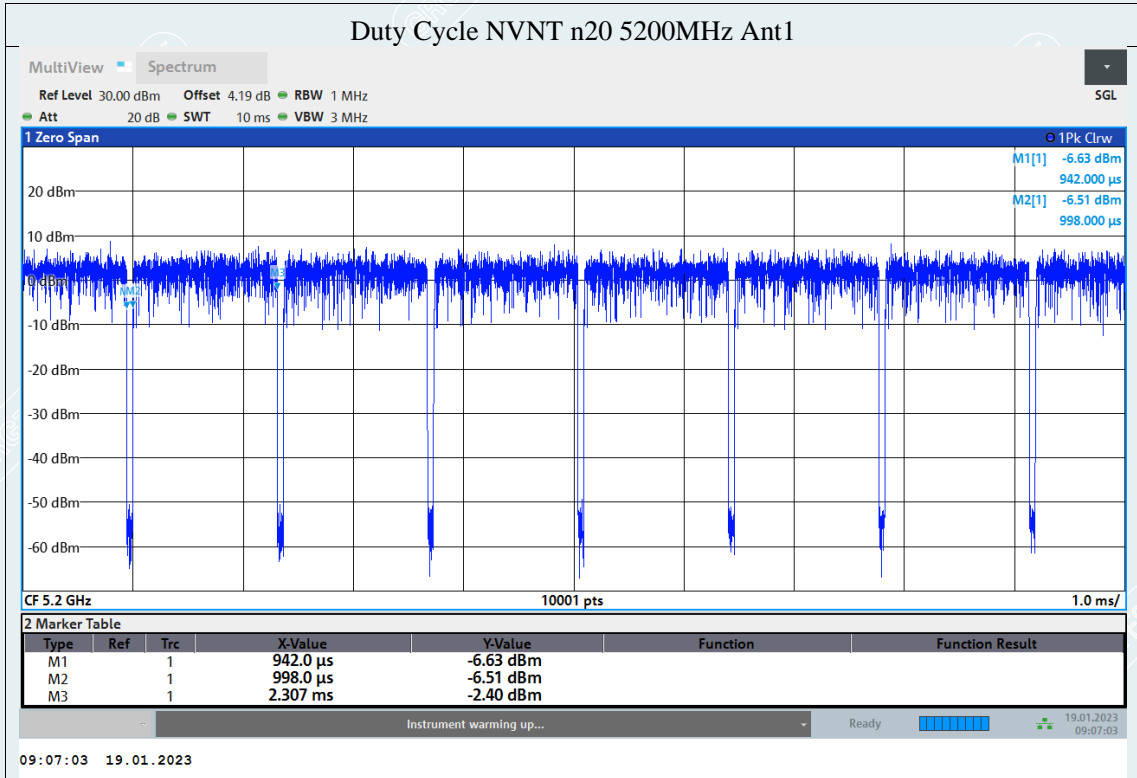 Duty Cycle NVNT n20 5200MHz Ant1
MultiView Spectrum
Ref Level 30.00 dBm Offset 4.19 dB RBW 1 MHz SGL
Att 20 dB SWT 10 ms VBW 3 MHz
1 Zero Span 1Pk Clrw
M1[1] -6.63 dBm
942.000 µs
20 dBm
M2[1] -6.51 dBm
998.000 µs
10 dBm
M3
0 dBm
M2
-10 dBm
-20 dBm
-30 dBm
-40 dBm
-50 dBm
-60 dBm
CF 5.2 GHz 10001 pts 1.0 ms/
2 Marker Table
Type Ref Trc X-Value Y-Value Function Function Result
M1 1 942.0 µs -6.63 dBm
M2 1 998.0 µs -6.51 dBm
M3 1 2.307 ms -2.40 dBm
Instrument warming up... Ready 19.01.2023
09:07:03
09:07:03 19.01.2023